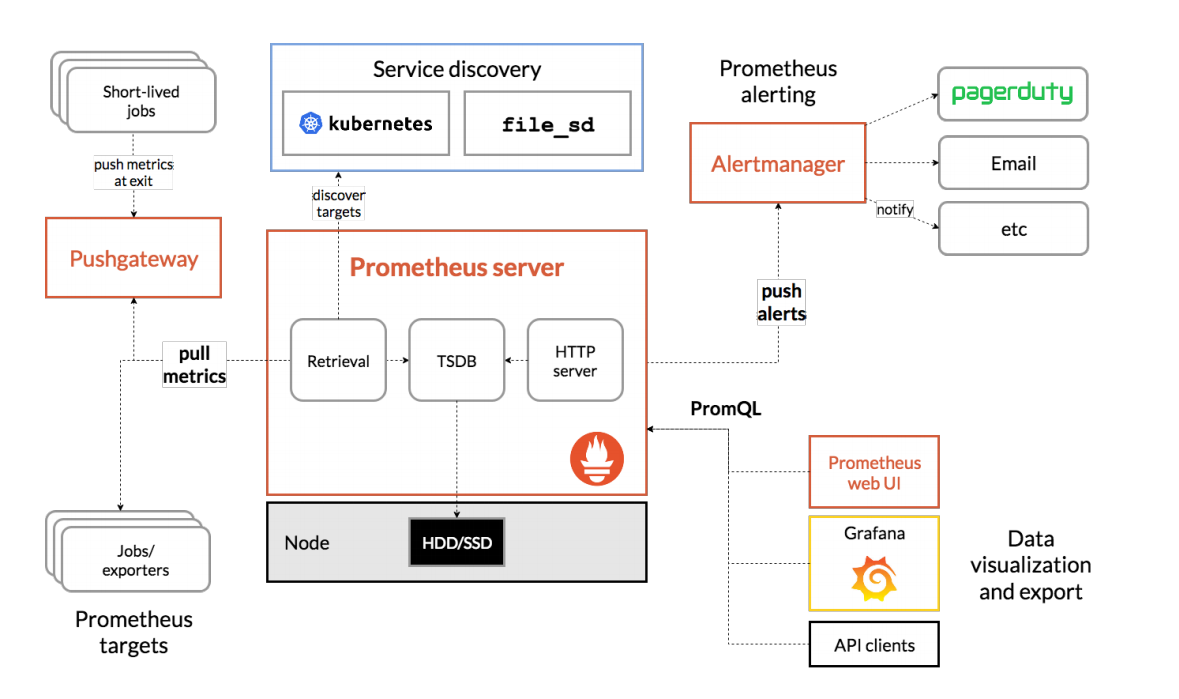 Short-lived
jobs
push metrics
at exit
Pushgateway
pull
metrics
Jobs/
exporters
Prometheus
targets
Service discovery
kubernetes
file_sd
discover
targets
Prometheus server
Retrieval
TSDB
HTTP
server
Node
HDD/SSD
Prometheus
alerting
Alertmanager
pagerduty
Email
notify
etc
push
alerts
PromQL
Prometheus
web UI
Grafana
API clients
Data
visualization
and export